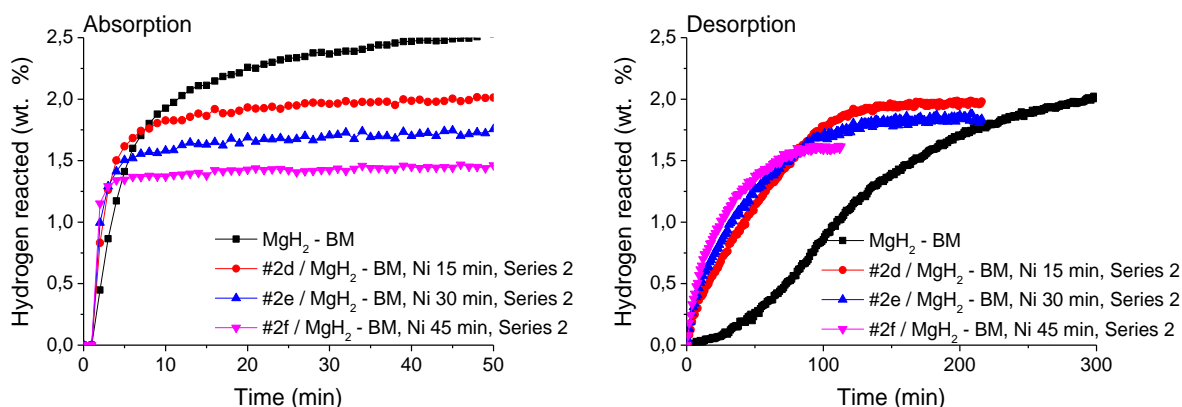 Absorption
2,5
2,0
1,5
1,0
0,5
0,0
0 10 20 30 40 50
Hydrogen reacted (wt. %)
Time (min)
MgH₂ - BM
#2d / MgH₂ - BM, Ni 15 min, Series 2
#2e / MgH₂ - BM, Ni 30 min, Series 2
#2f / MgH₂ - BM, Ni 45 min, Series 2
Desorption
2,5
2,0
1,5
1,0
0,5
0,0
0 100 200 300
Hydrogen reacted (wt. %)
Time (min)
MgH₂ - BM
#2d / MgH₂ - BM, Ni 15 min, Series 2
#2e / MgH₂ - BM, Ni 30 min, Series 2
#2f / MgH₂ - BM, Ni 45 min, Series 2